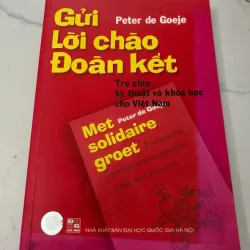 Gửi
Peter de Goeje
Lời chào
Đoàn kết
Trợ giúp
kỹ thuật và khoa học
cho Việt Nam
Met
Peter de Goeje
solidaire
groet
NHÀ XUẤT BẢN ĐẠI HỌC QUỐC GIA HÀ NỘI